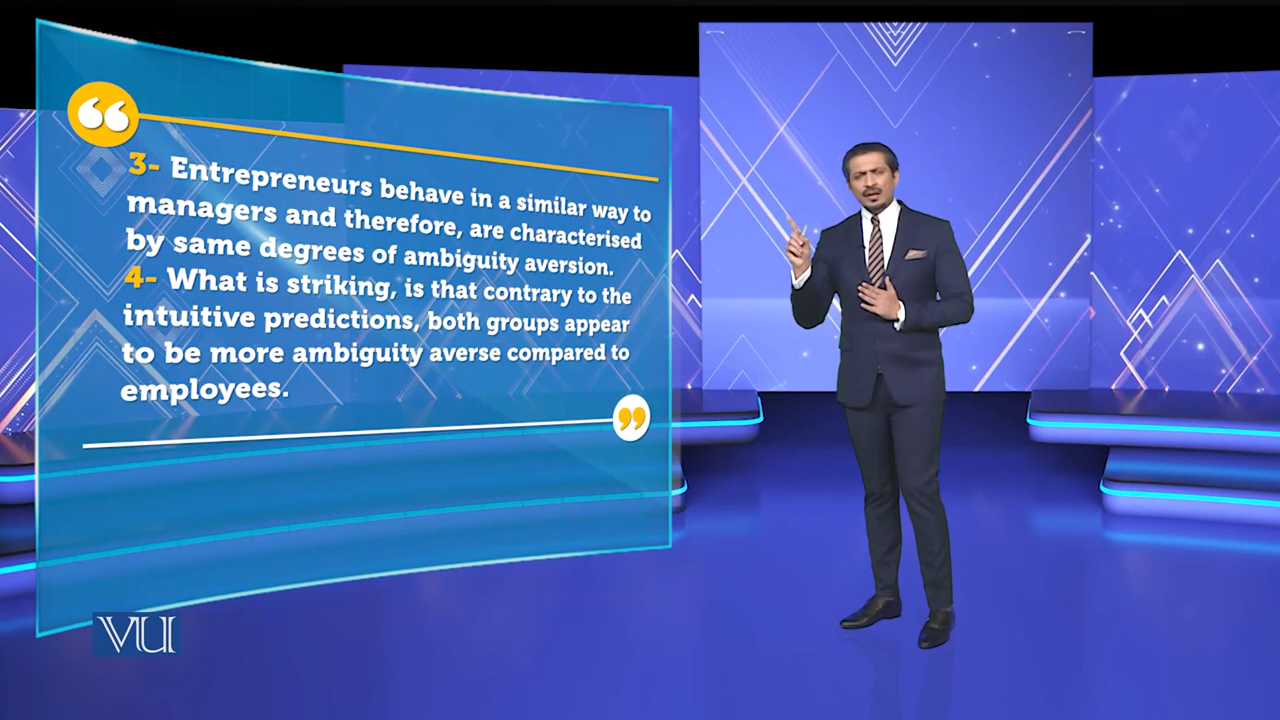 3- Entrepreneurs behave in a similar way to
managers and therefore, are characterised
by same degrees of ambiguity aversion.
4- What is striking, is that contrary to the
intuitive predictions, both groups appear
to be more ambiguity averse compared to
employees.
VU